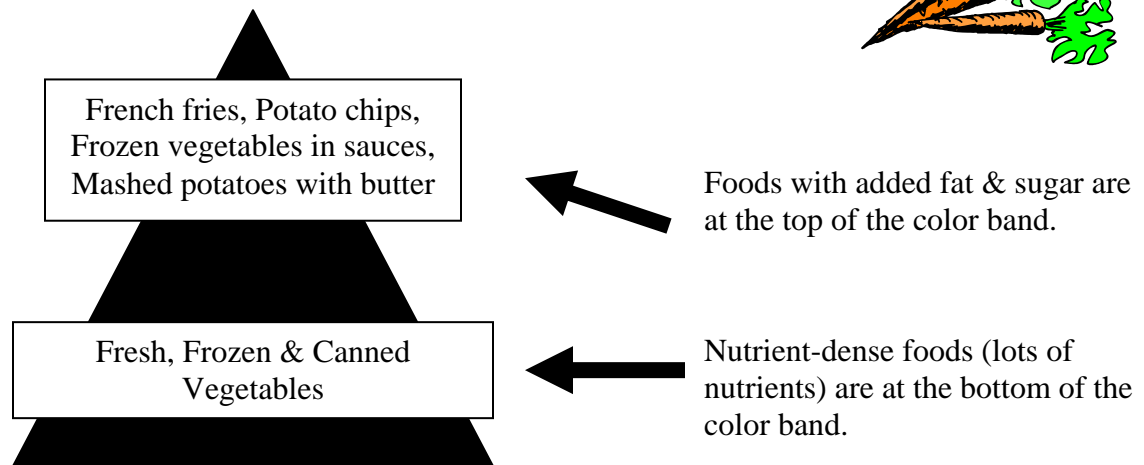 French fries, Potato chips,
Frozen vegetables in sauces,
Mashed potatoes with butter
Foods with added fat & sugar are
at the top of the color band.
Fresh, Frozen & Canned
Vegetables
Nutrient-dense foods (lots of
nutrients) are at the bottom of the
color band.